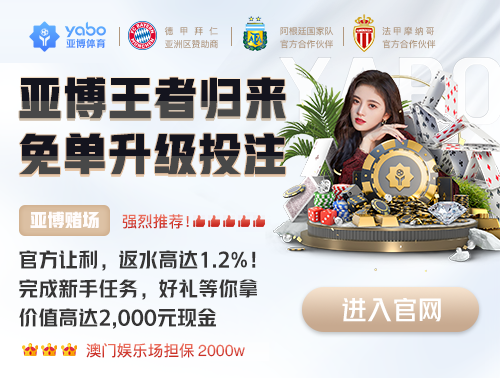 yabo
亚博体育
德甲拜仁
亚洲区赞助商
阿根廷国家队
官方合作伙伴
法甲摩纳哥
官方合作伙伴
YABO
亚博王者归来
免单升级投注
亚博赌场
强烈推荐!
官方让利，返水高达1.2%！
完成新手任务，好礼等你拿
价值高达2,000元现金
进入官网
澳门娱乐场担保 2000w